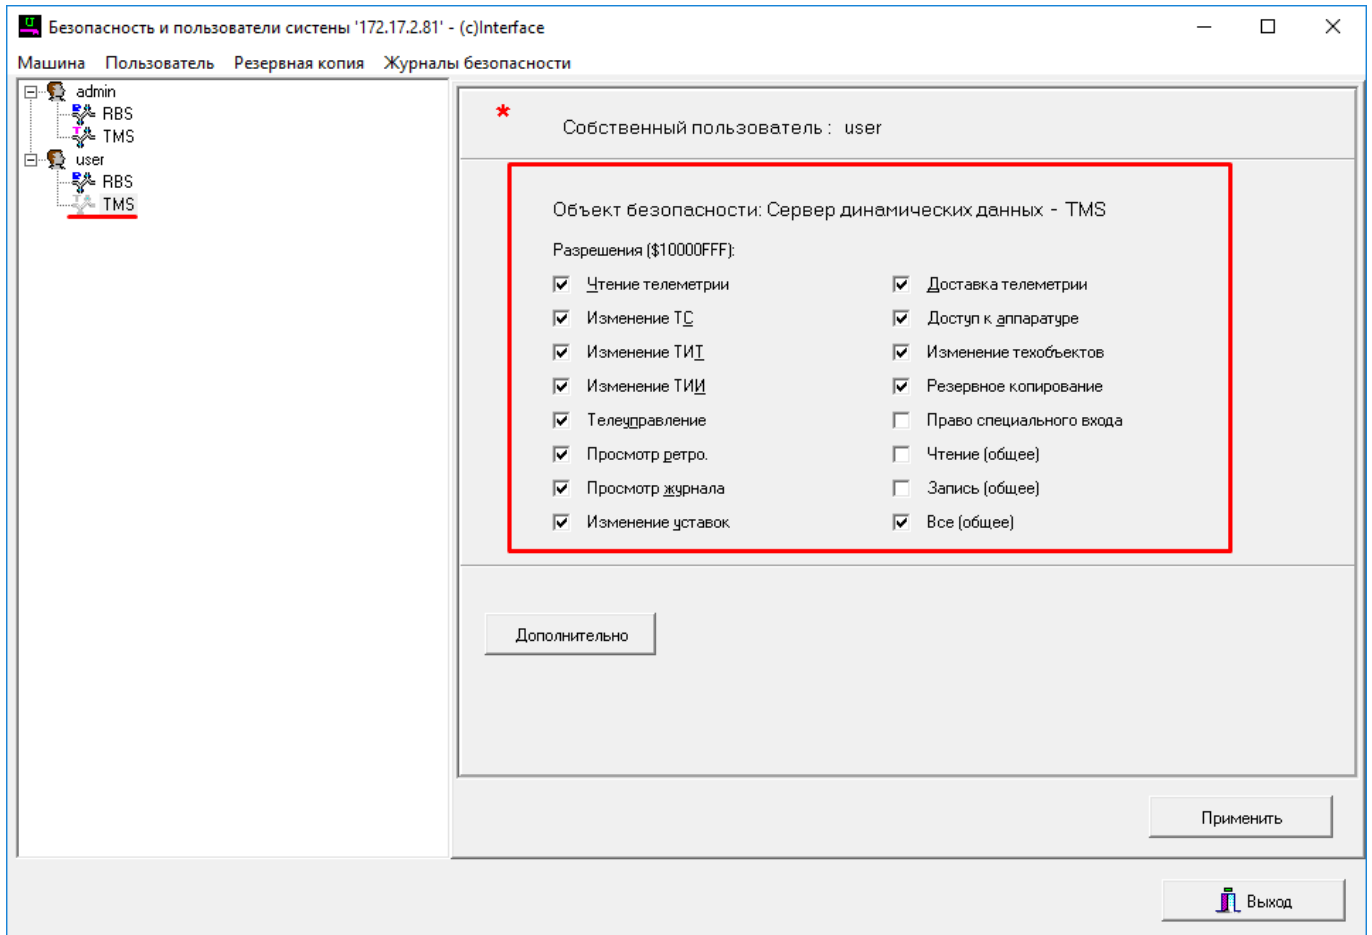 Безопасность и пользователи системы '172.17.2.81' - (c)Interface
Машина Пользователь Резервная копия Журналы безопасности
admin
RBS
TMS
user
RBS
TMS
* Собственный пользователь : user
Объект безопасности: Сервер динамических данных - TMS
Разрешения ($10000FFF):
Чтение телеметрии Доставка телеметрии
Изменение ТС Доступ к аппаратуре
Изменение ТИТ Изменение техобъектов
Изменение ТИИ Резервное копирование
Телеуправление Право специального входа
Просмотр ретро. Чтение (общее)
Просмотр журнала Запись (общее)
Изменение уставок Все (общее)
Дополнительно
Применить
Выход